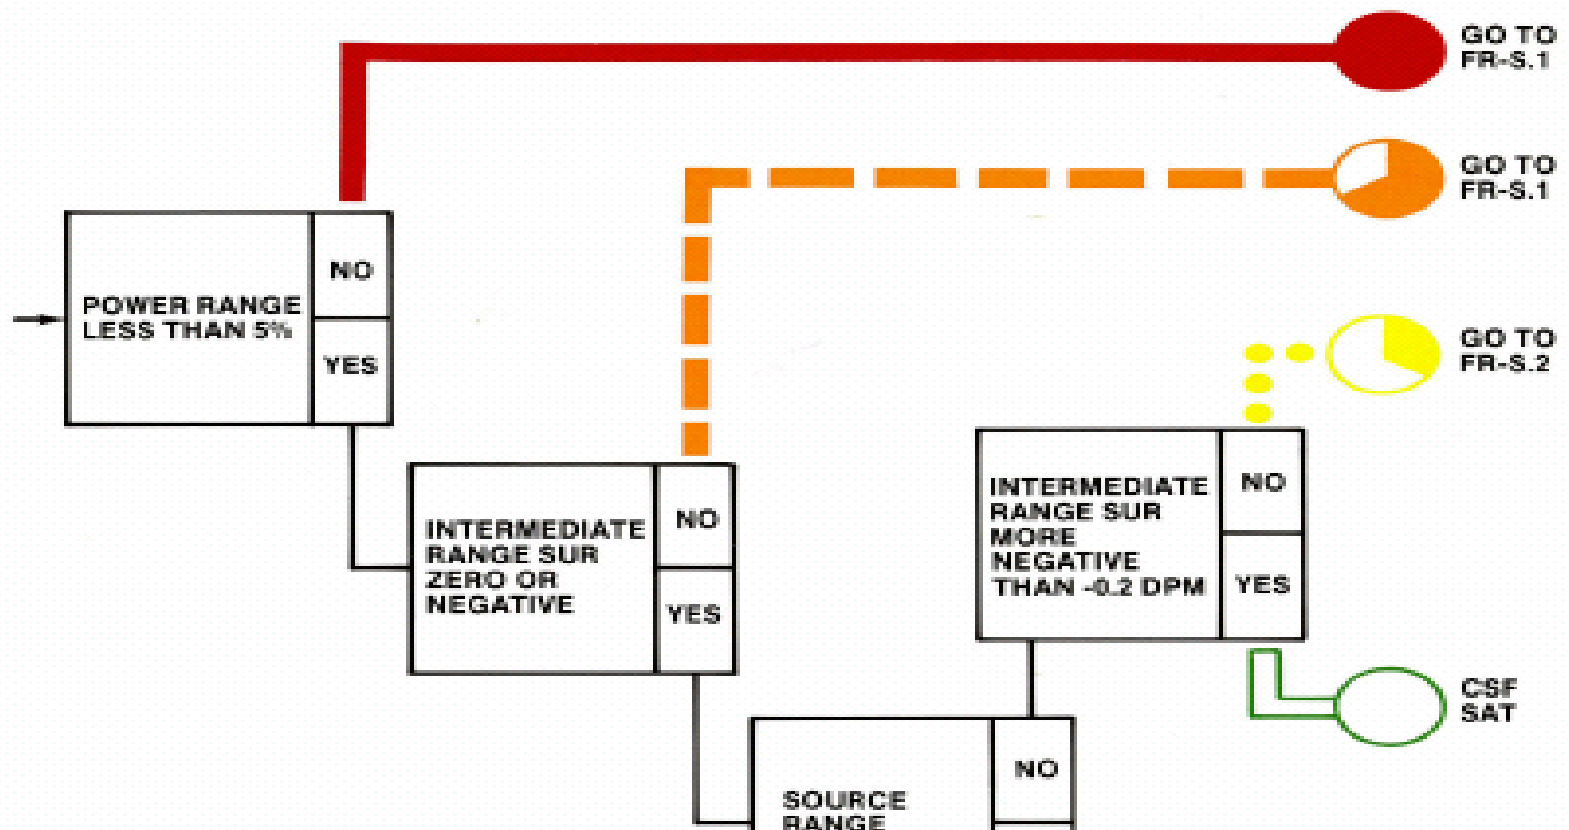 GO TO
FR-S.1
GO TO
FR-S.1
NO
POWER RANGE
LESS THAN 5%
YES
GO TO
FR-S.2
INTERMEDIATE
RANGE SUR
ZERO OR
NEGATIVE
NO
YES
INTERMEDIATE
RANGE SUR
MORE
NEGATIVE
THAN -0.2 DPM
NO
YES
CSF
SAT
SOURCE
RANGE
NO